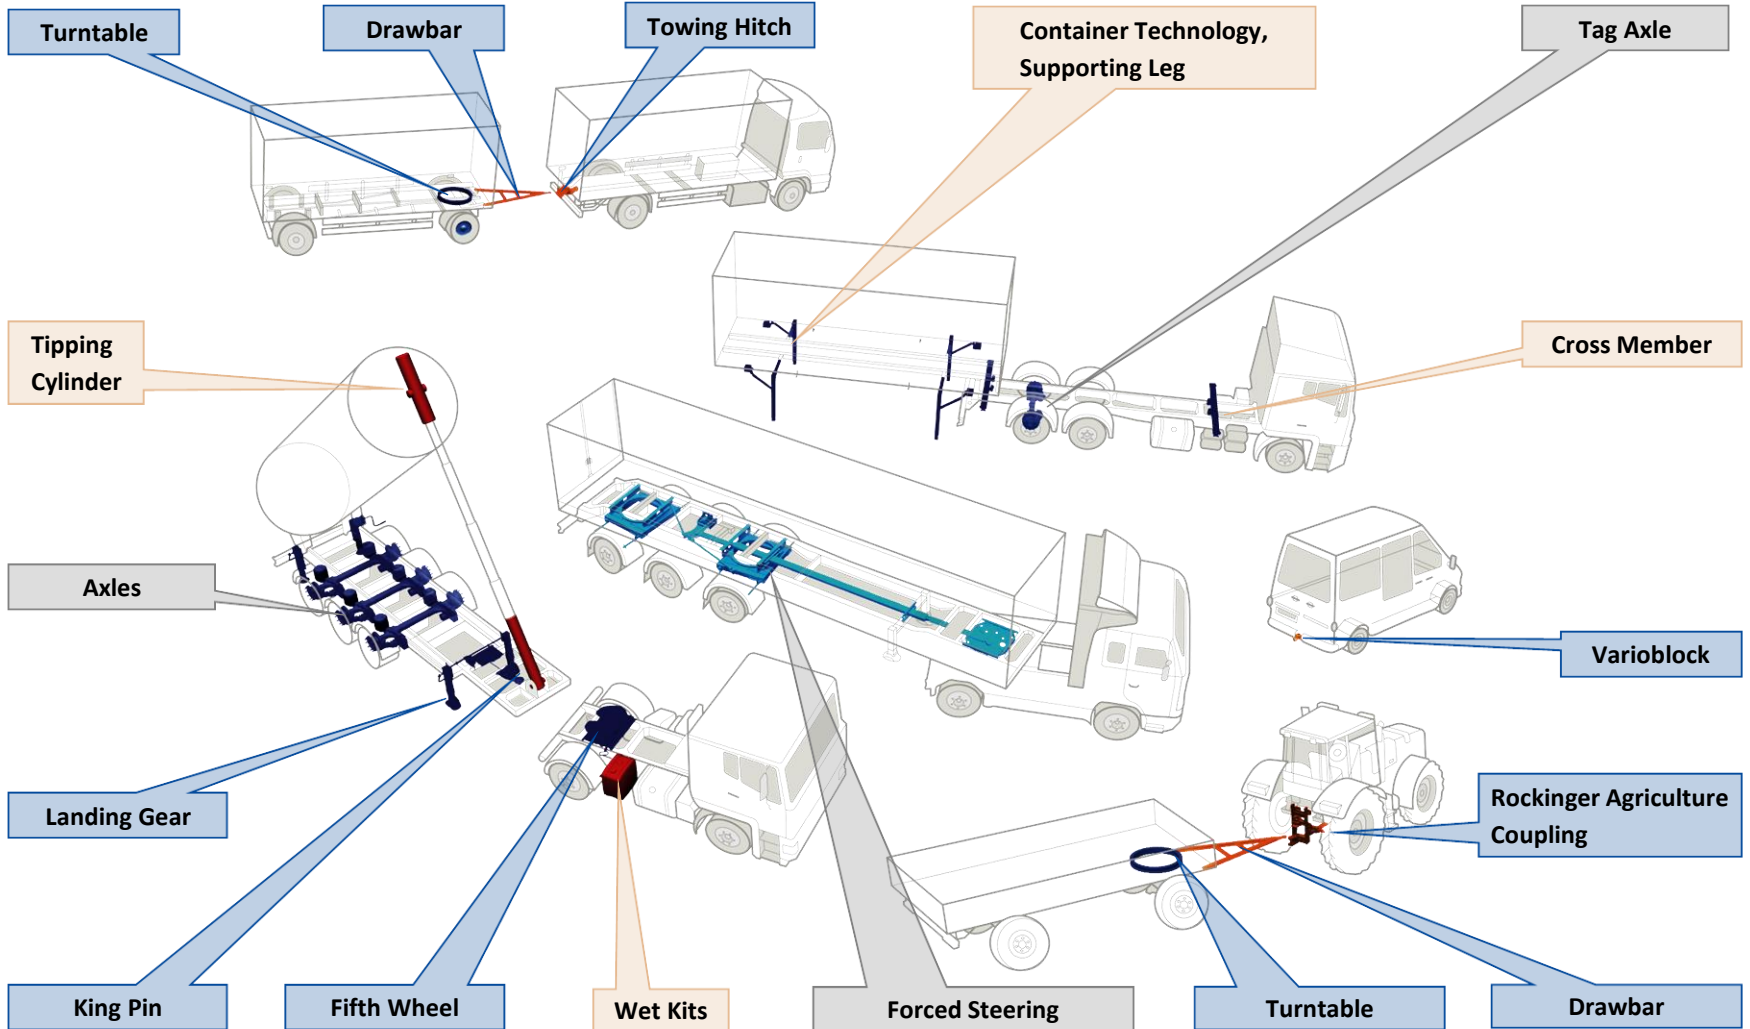 Turntable
Drawbar
Towing Hitch
Container Technology,
Supporting Leg
Tag Axle
Tipping
Cylinder
Cross Member
Axles
Varioblock
Landing Gear
Rockinger Agriculture
Coupling
King Pin
Fifth Wheel
Wet Kits
Forced Steering
Turntable
Drawbar